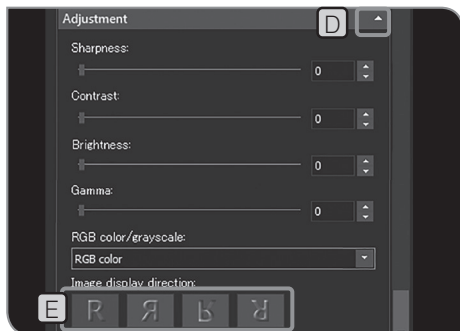 Adjustment
D
Sharpness:
0
Contrast:
0
Brightness:
0
Gamma:
0
RGB color/grayscale:
RGB color
Image display direction:
E
R